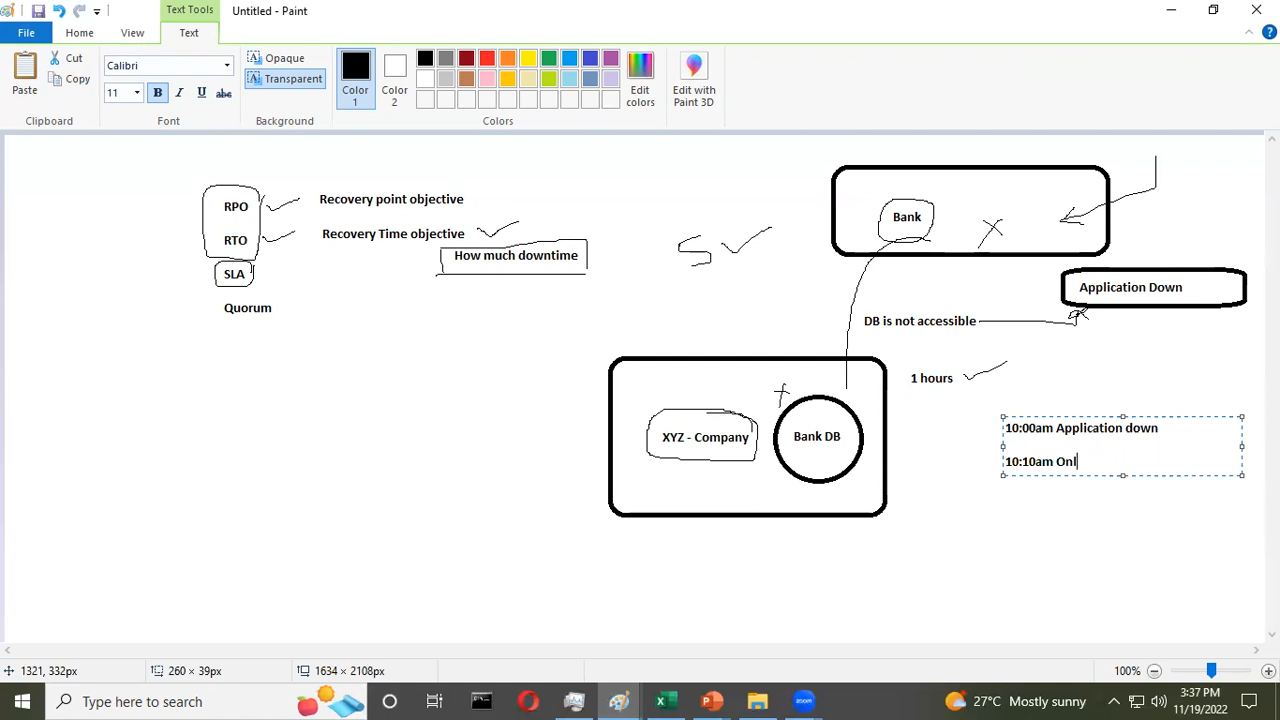 Text Tools
Untitled - Paint
File
Home
View
Text
Paste
Cut
Copy
Clipboard
Calibri
11
B
I
U
abc
Font
Opaque
Transparent
Background
Color 1
Color 2
Edit colors
Edit with Paint 3D
Colors
RPO
Recovery point objective
RTO
Recovery Time objective
How much downtime
SLA
Quorum
S
Bank
Application Down
DB is not accessible
1 hours
XYZ - Company
Bank DB
10:00am Application down
10:10am Onl
1321, 332px
260 × 39px
1634 × 2108px
100%
Type here to search
27°C Mostly sunny
3:37 PM
11/19/2022
zoom